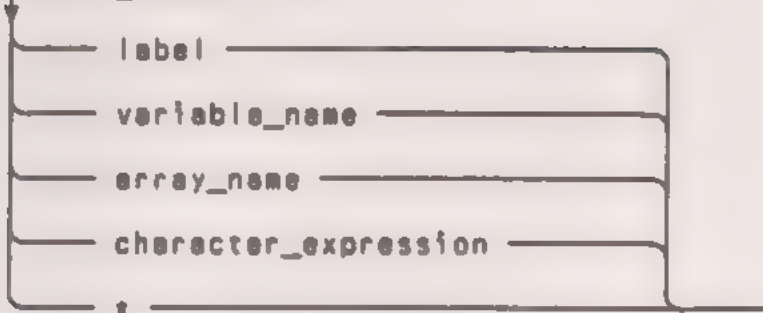 label
variable_name
array_name
character_expression
*